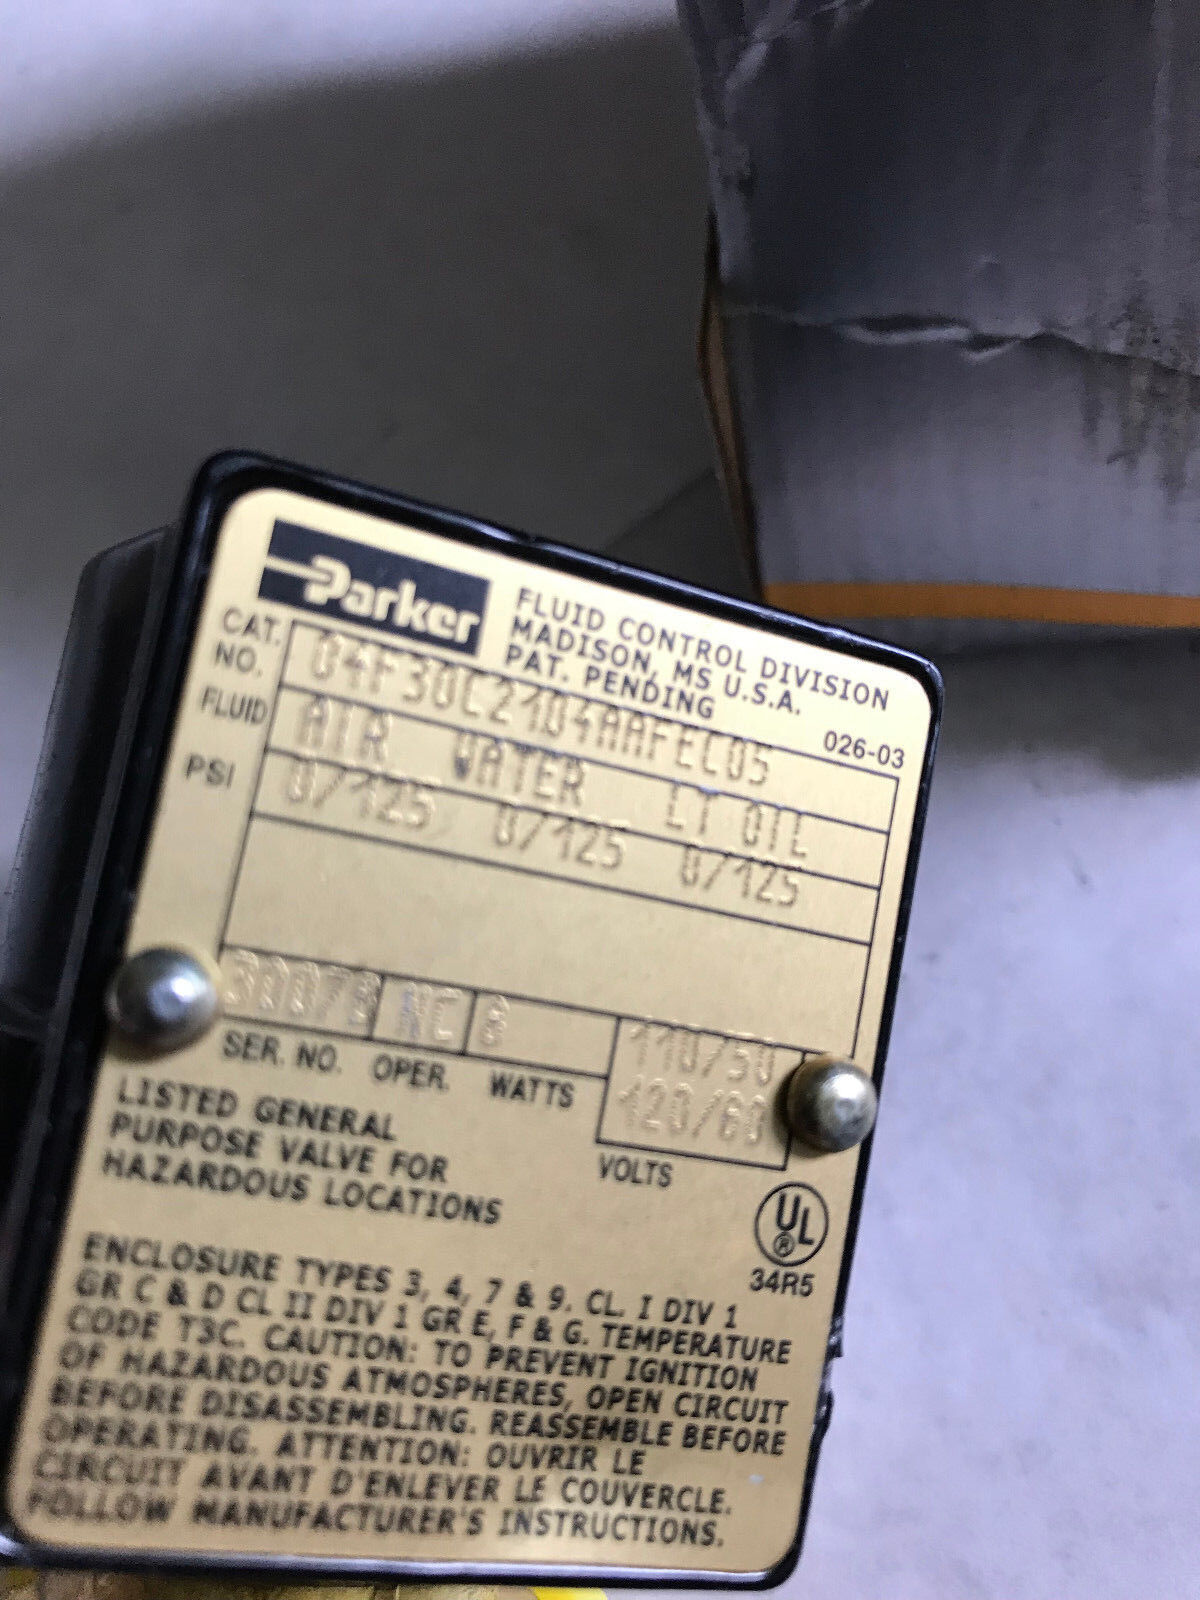 Parker
FLUID CONTROL DIVISION
MADISON, MS U.S.A.
PAT. PENDING
026-03
CAT. NO. 04F30C2104AAFEC05
FLUID AIR WATER LT OIL
PSI 0/125 0/125 0/125
3007B NC 8 110/50
120/60
SER. NO. OPER. WATTS
VOLTS
LISTED GENERAL
PURPOSE VALVE FOR
HAZARDOUS LOCATIONS
UL
®
34R5
ENCLOSURE TYPES 3, 4, 7 & 9. CL. I DIV 1
GR C & D CL II DIV 1 GR E, F & G. TEMPERATURE
CODE T3C. CAUTION: TO PREVENT IGNITION
OF HAZARDOUS ATMOSPHERES, OPEN CIRCUIT
BEFORE DISASSEMBLING. REASSEMBLE BEFORE
OPERATING. ATTENTION: OUVRIR LE
CIRCUIT AVANT D'ENLEVER LE COUVERCLE.
FOLLOW MANUFACTURER'S INSTRUCTIONS.